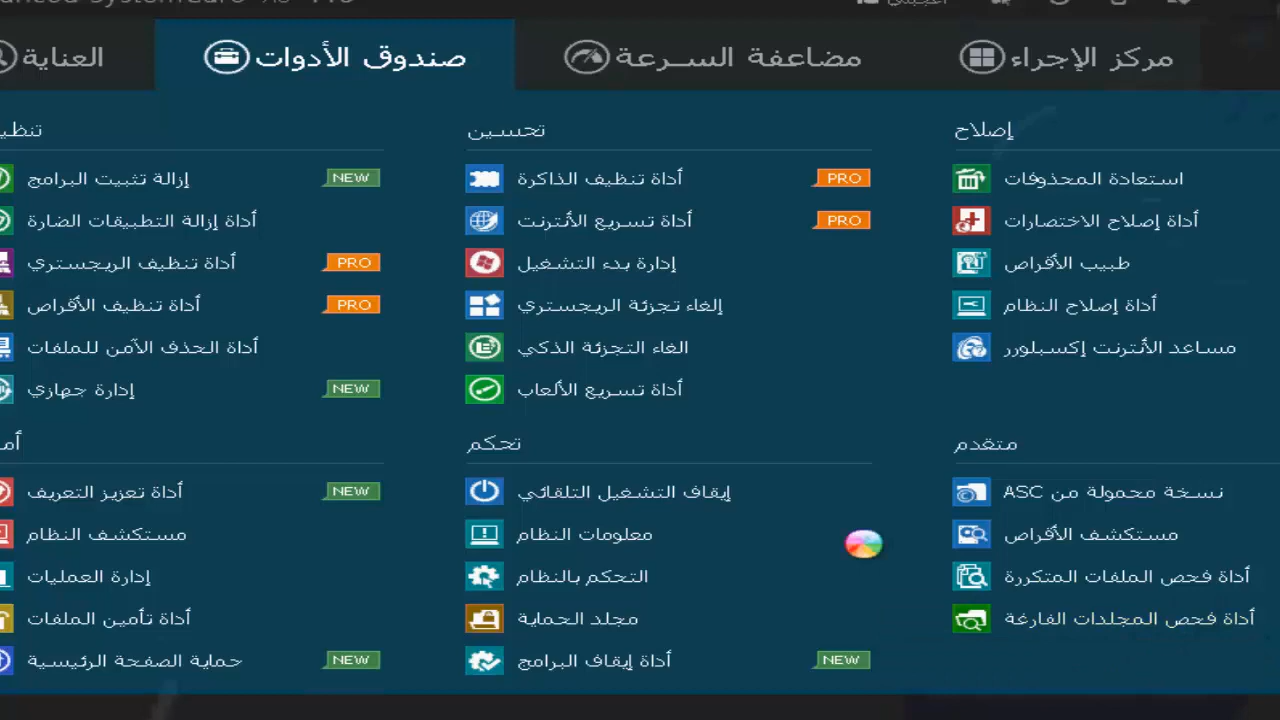 العناية
صندوق الأدوات
مضاعفة السرعة
مركز الإجراء
إزالة تثبيت البرامج NEW
أداة إزالة التطبيقات الضارة
أداة تنظيف الريجستري PRO
أداة تنظيف الأقراص PRO
أداة الحذف الآمن للملفات
إدارة جهازي NEW
تحسين
أداة تنظيف الذاكرة PRO
أداة تسريع الأنترنت PRO
إدارة بدء التشغيل
إلغاء تجزئة الريجستري
الغاء التجزئة الذكي
أداة تسريع الألعاب
إصلاح
استعادة المحذوفات
أداة إصلاح الاختصارات
طبيب الأقراص
أداة إصلاح النظام
مساعد الأنترنت إكسبلورر
أداة تعزيز التعريف NEW
مستكشف النظام
إدارة العمليات
أداة تأمين الملفات
حماية الصفحة الرئيسية NEW
تحكم
إيقاف التشغيل التلقائي
معلومات النظام
التحكم بالنظام
مجلد الحماية
أداة إيقاف البرامج NEW
متقدم
نسخة محمولة من ASC
مستكشف الأقراص
أداة فحص الملفات المتكررة
أداة فحص المجلدات الفارغة